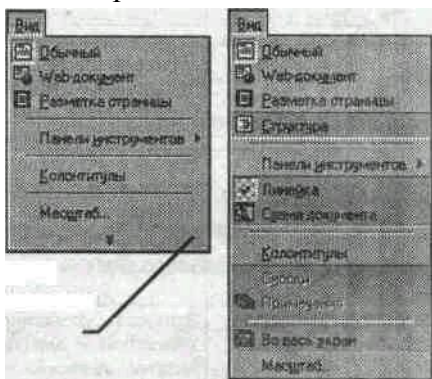 Вид
Обычный
Web-документ
Разметка страницы
Панели инструментов
Колонтитулы
Масштаб...
Вид
Обычный
Web-документ
Разметка страницы
Структура
Панели инструментов
Линейка
Схема документа
Колонтитулы
Сноски
Примечания
Во весь экран
Масштаб...